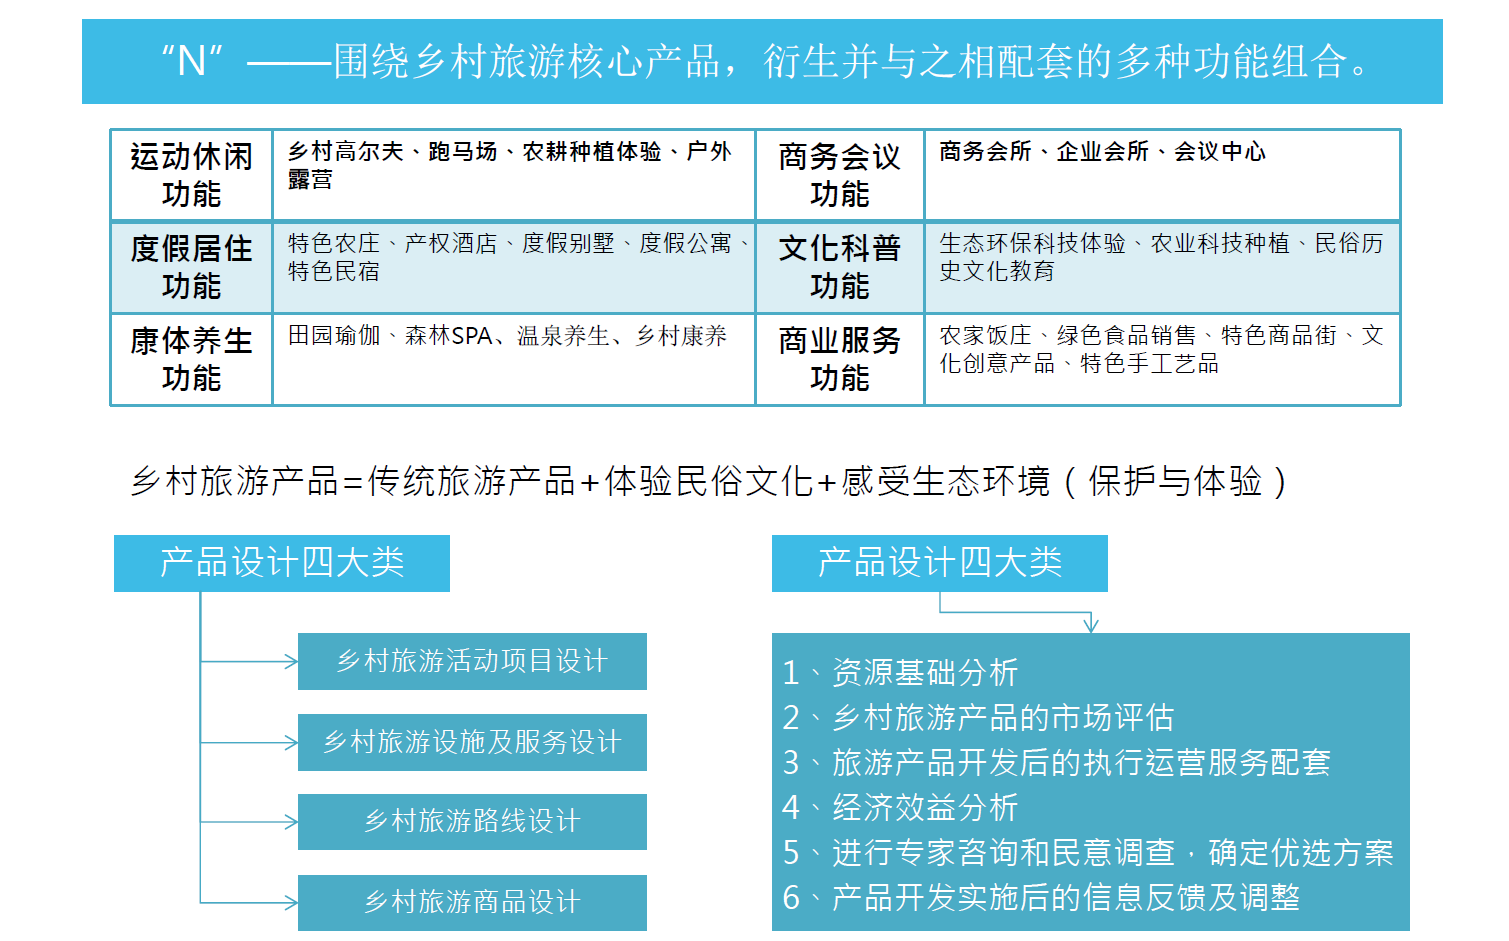 “N” ——围绕乡村旅游核心产品，衍生并与之相配套的多种功能组合。
运动休闲
功能
乡村高尔夫、跑马场、农耕种植体验、户外
露营
商务会议
功能
商务会所、企业会所、会议中心
度假居住
功能
特色农庄、产权酒店、度假别墅、度假公寓、
特色民宿
文化科普
功能
生态环保科技体验、农业科技种植、民俗历
史文化教育
康体养生
功能
田园瑜伽、森林SPA、温泉养生、乡村康养
商业服务
功能
农家饭庄、绿色食品销售、特色商品街、文
化创意产品、特色手工艺品
乡村旅游产品=传统旅游产品+体验民俗文化+感受生态环境（保护与体验）
产品设计四大类
乡村旅游活动项目设计
乡村旅游设施及服务设计
乡村旅游路线设计
乡村旅游商品设计
产品设计四大类
1、资源基础分析
2、乡村旅游产品的市场评估
3、旅游产品开发后的执行运营服务配套
4、经济效益分析
5、进行专家咨询和民意调查，确定优选方案
6、产品开发实施后的信息反馈及调整